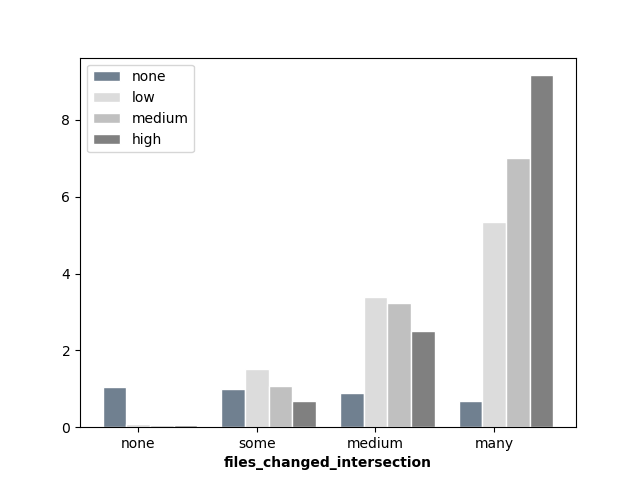 none
low
medium
high
8
6
4
2
0
none some medium many
files_changed_intersection